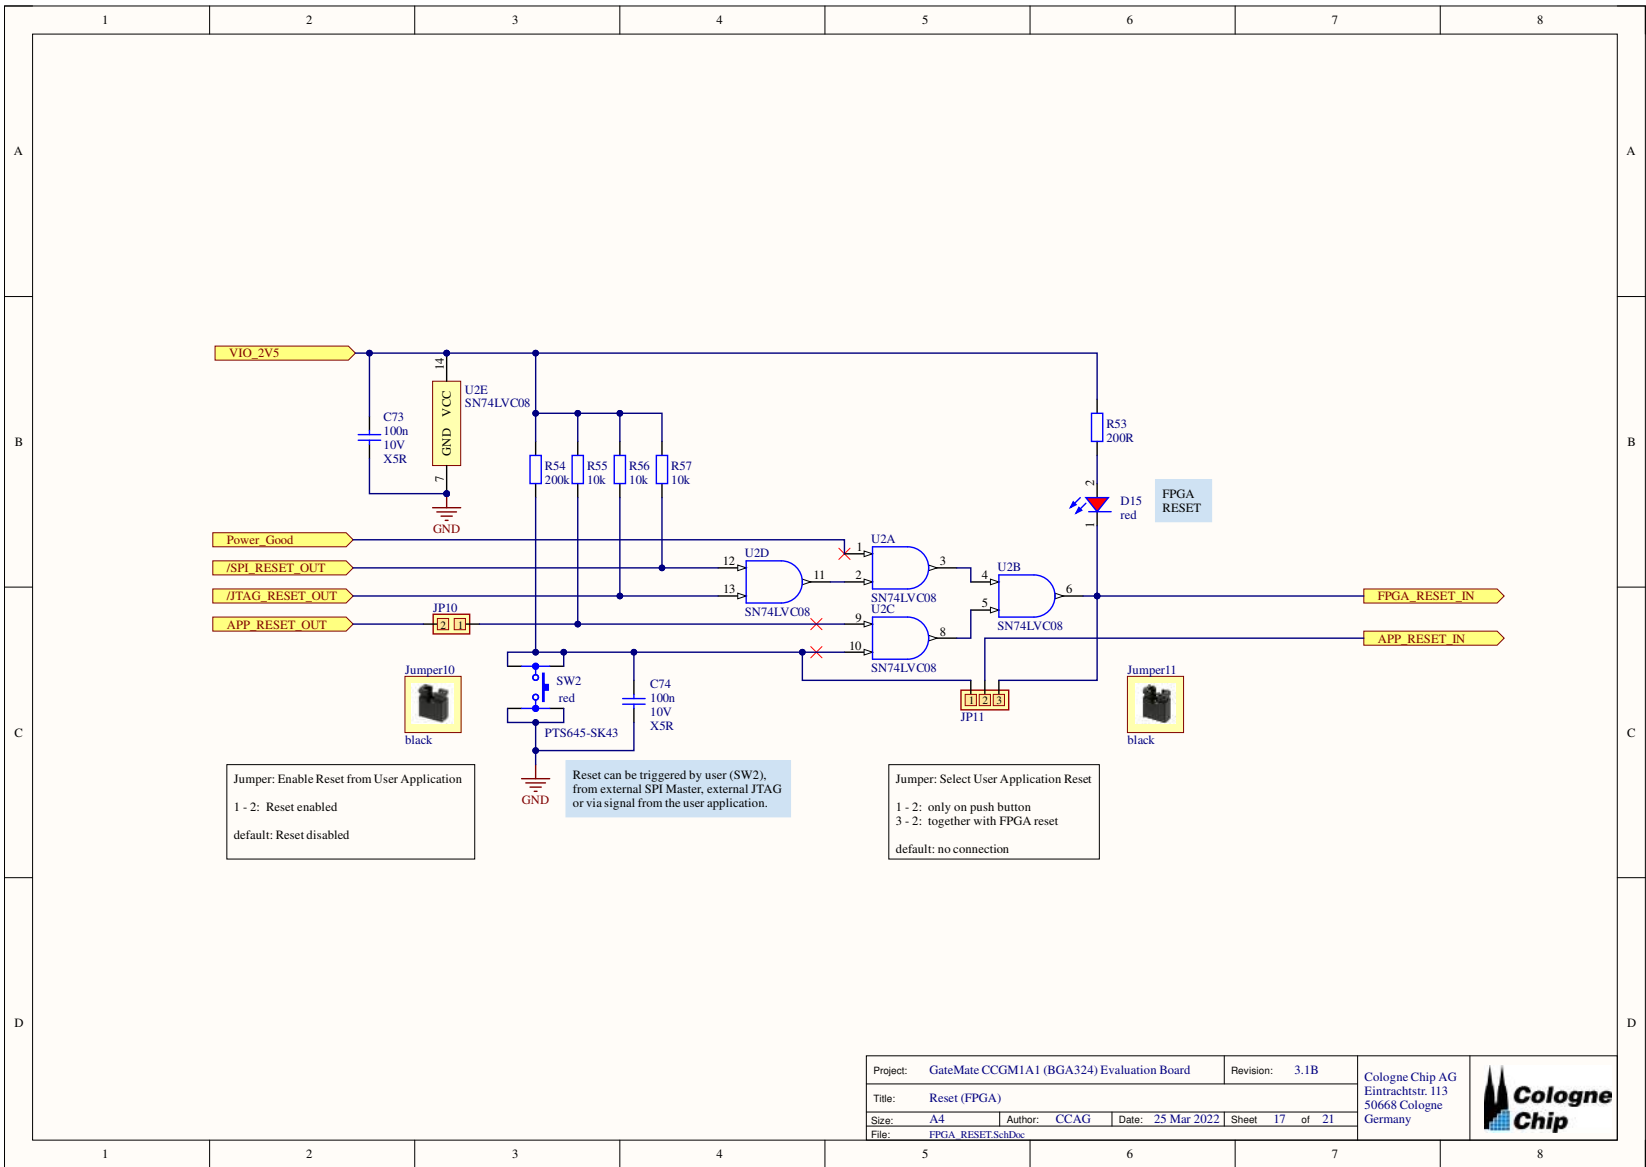 1 2 3 4 5 6 7 8
A A
B B
C C
D D
VIO_2V5
14
VCC
GND
7
U2E
SN74LVC08
C73
100n
10V
X5R
GND
R54
200k
R55
10k
R56
10k
R57
10k
R53
200R
2
D15
red
1
FPGA
RESET
Power_Good
/SPI_RESET_OUT
/JTAG_RESET_OUT
APP_RESET_OUT
JP10
2 1
12
13
U2D
11
SN74LVC08
1
2
U2A
3
SN74LVC08
9
10
U2C
8
SN74LVC08
4
5
U2B
6
SN74LVC08
FPGA_RESET_IN
APP_RESET_IN
Jumper10
black
SW2
red
PTS645-SK43
C74
100n
10V
X5R
GND
1 2 3
JP11
Jumper11
black
Jumper: Enable Reset from User Application
1 - 2: Reset enabled
default: Reset disabled
Reset can be triggered by user (SW2),
from external SPI Master, external JTAG
or via signal from the user application.
Jumper: Select User Application Reset
1 - 2: only on push button
3 - 2: together with FPGA reset
default: no connection
Project: GateMate CCGM1A1 (BGA324) Evaluation Board Revision: 3.1B
Title: Reset (FPGA)
Size: A4 Author: CCAG Date: 25 Mar 2022 Sheet 17 of 21
File: FPGA_RESET.SchDoc
Cologne Chip AG
Eintrachtstr. 113
50668 Cologne
Germany
Cologne
Chip
1 2 3 4 5 6 7 8